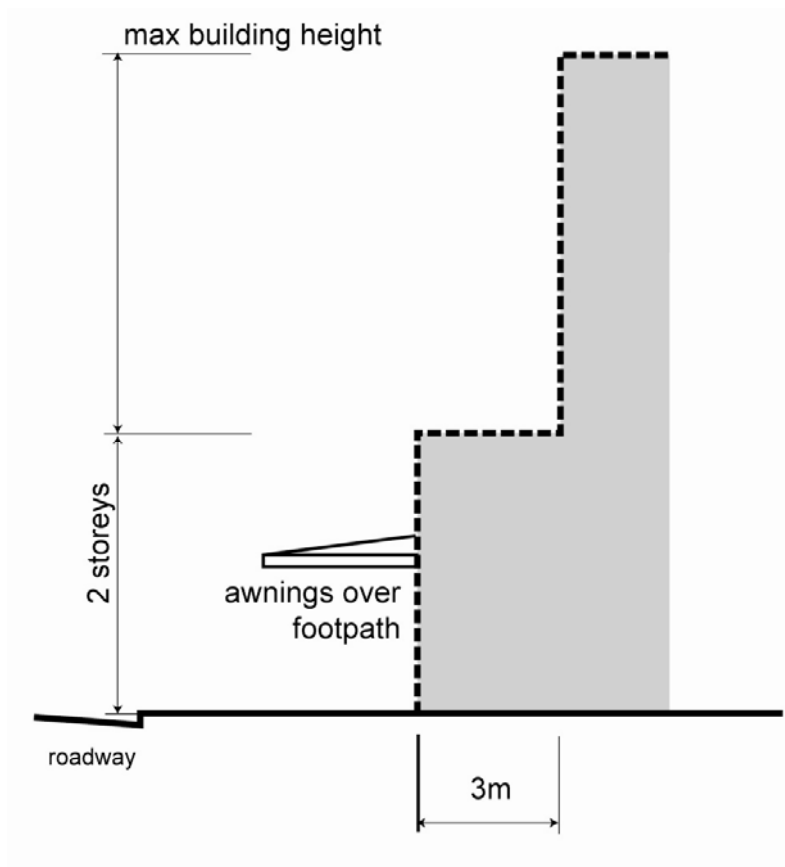 max building height
2 storeys
awnings over
footpath
roadway
3m